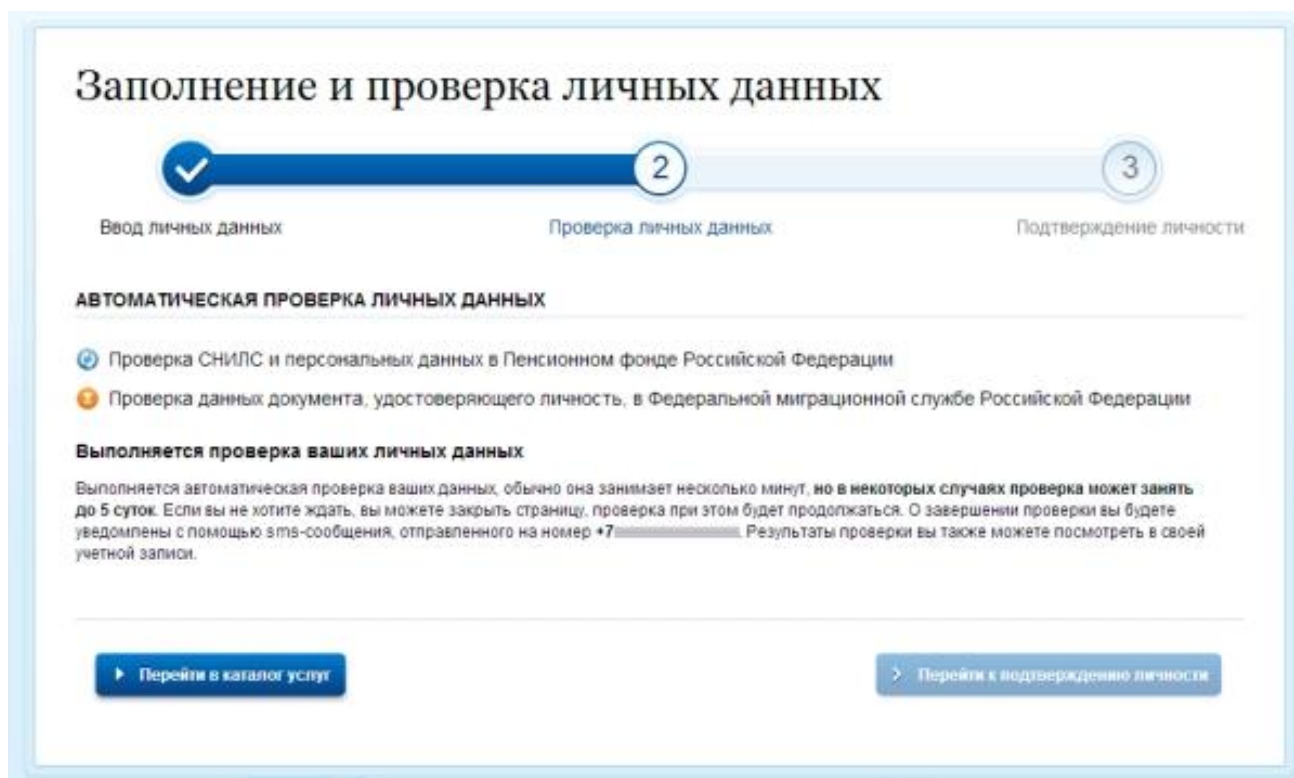 Заполнение и проверка личных данных
2
3
Ввод личных данных
Проверка личных данных
Подтверждение личности
АВТОМАТИЧЕСКАЯ ПРОВЕРКА ЛИЧНЫХ ДАННЫХ
Проверка СНИЛС и персональных данных в Пенсионном фонде Российской Федерации
Проверка данных документа, удостоверяющего личность, в Федеральной миграционной службе Российской Федерации
Выполняется проверка ваших личных данных
Выполняется автоматическая проверка ваших данных, обычно она занимает несколько минут, но в некоторых случаях проверка может занять
до 5 суток. Если вы не хотите ждать, вы можете закрыть страницу, проверка при этом будет продолжаться. О завершении проверки вы будете
уведомлены с помощью sms-сообщения, отправленного на номер +7 . Результаты проверки вы также можете посмотреть в своей
учетной записи.
Перейти в каталог услуг
Перейти к подтверждению личности